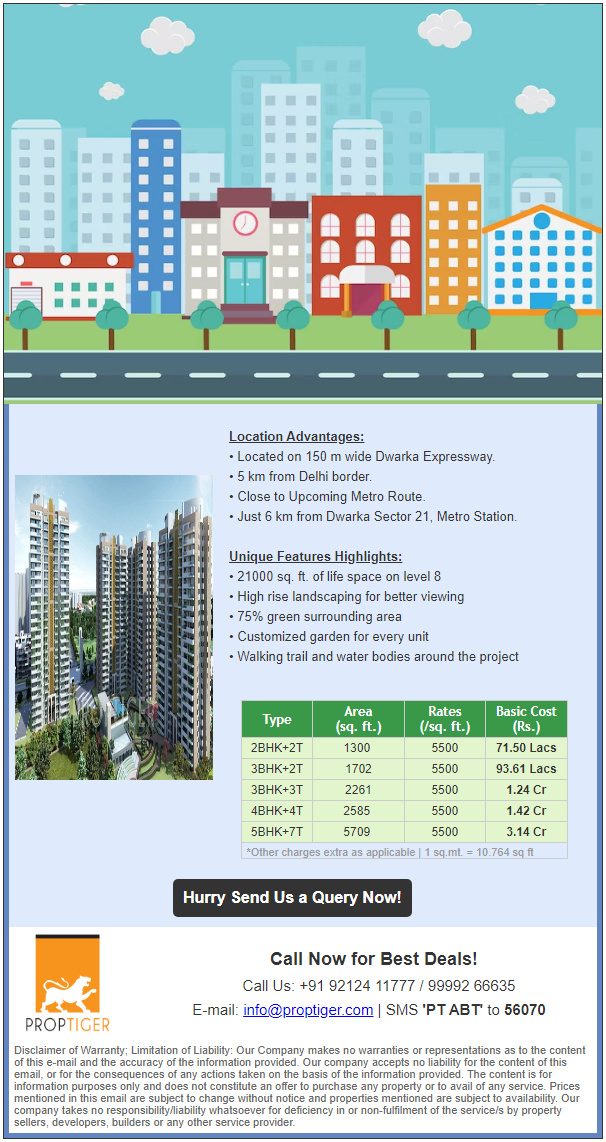 Location Advantages:
• Located on 150 m wide Dwarka Expressway.
• 5 km from Delhi border.
• Close to Upcoming Metro Route.
• Just 6 km from Dwarka Sector 21, Metro Station.
Unique Features Highlights:
• 21000 sq. ft. of life space on level 8
• High rise landscaping for better viewing
• 75% green surrounding area
• Customized garden for every unit
• Walking trail and water bodies around the project
Type Area (sq. ft.) Rates (/sq. ft.) Basic Cost (Rs.)
2BHK+2T 1300 5500 71.50 Lacs
3BHK+2T 1702 5500 93.61 Lacs
3BHK+3T 2261 5500 1.24 Cr
4BHK+4T 2585 5500 1.42 Cr
5BHK+7T 5709 5500 3.14 Cr
*Other charges extra as applicable | 1 sq.mt. = 10.764 sq ft
Hurry Send Us a Query Now!
PROPTIGER
Call Now for Best Deals!
Call Us: +91 92124 11777 / 99992 66635
E-mail: info@proptiger.com | SMS 'PT ABT' to 56070
Disclaimer of Warranty; Limitation of Liability: Our Company makes no warranties or representations as to the content
of this e-mail and the accuracy of the information provided. Our company accepts no liability for the content of this
email, or for the consequences of any actions taken on the basis of the information provided. The content is for
information purposes only and does not constitute an offer to purchase any property or to avail of any service. Prices
mentioned in this email are subject to change without notice and properties mentioned are subject to availability. Our
company takes no responsibility/liability whatsoever for deficiency in or non-fulfilment of the service/s by property
sellers, developers, builders or any other service provider.